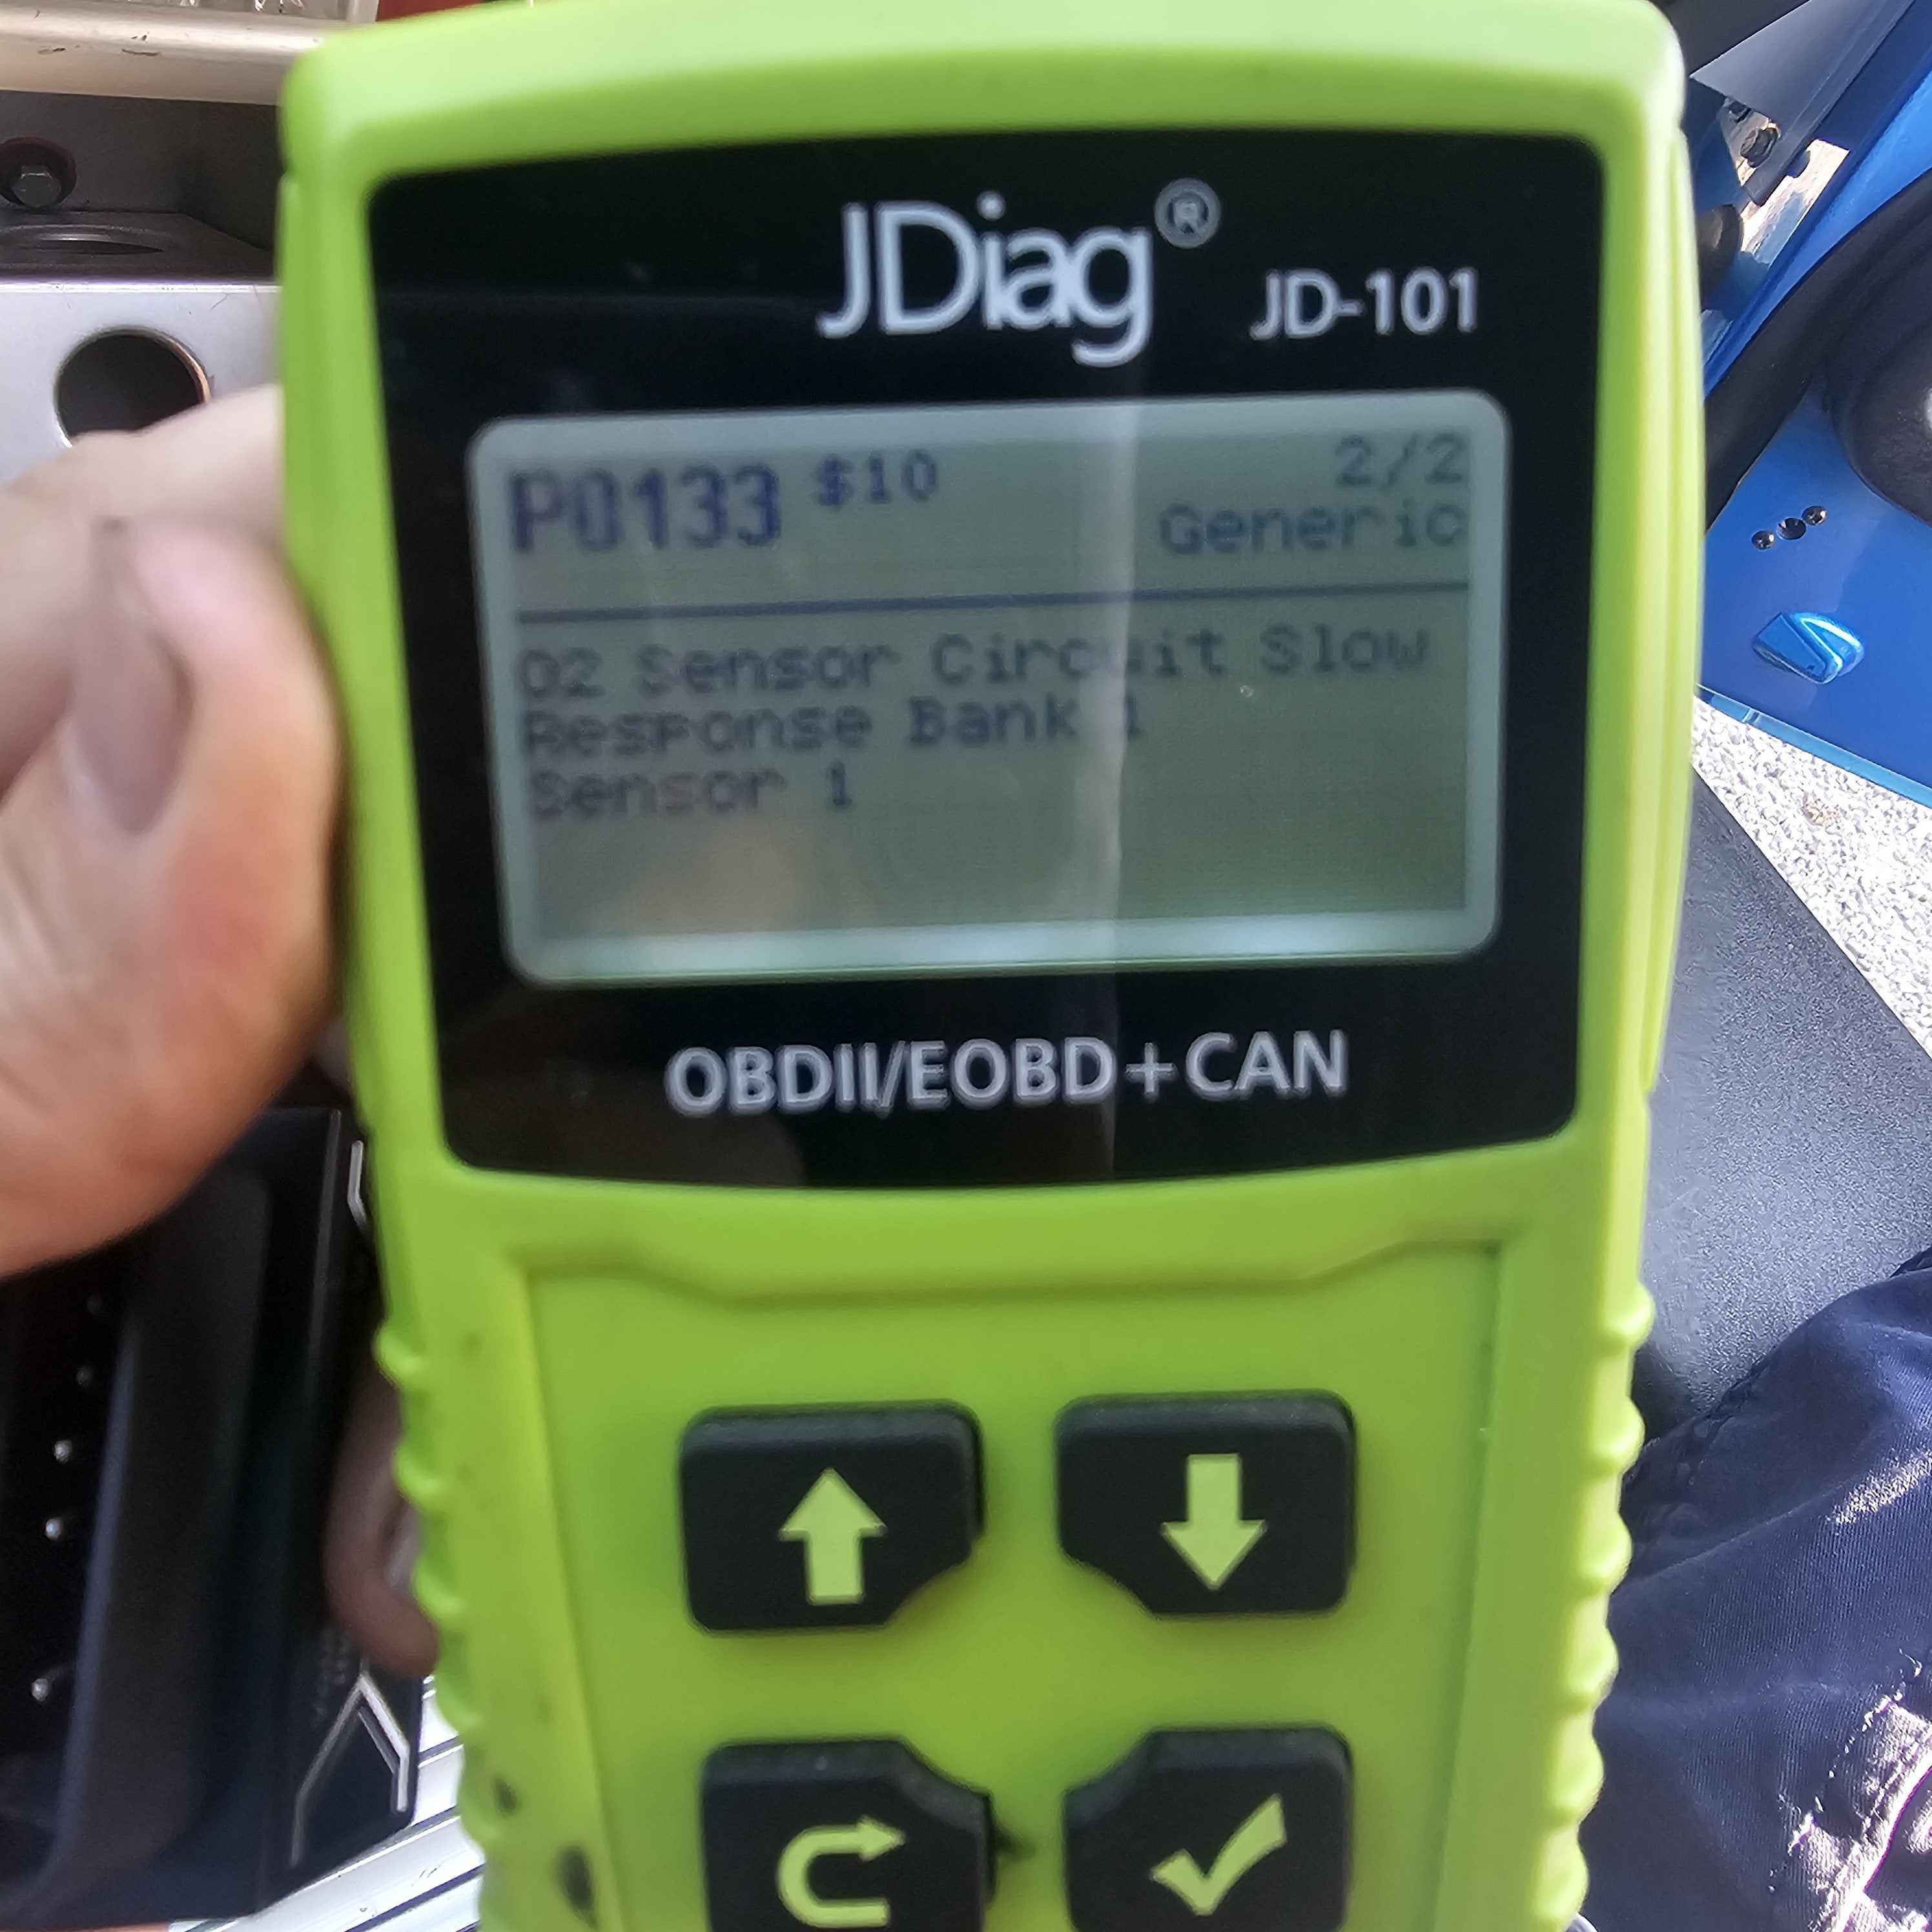 JDiag® JD-101
P0133 $10 2/2
Generic
O2 Sensor Circuit Slow
Response Bank 1
Sensor 1
OBDII/EOBD+CAN